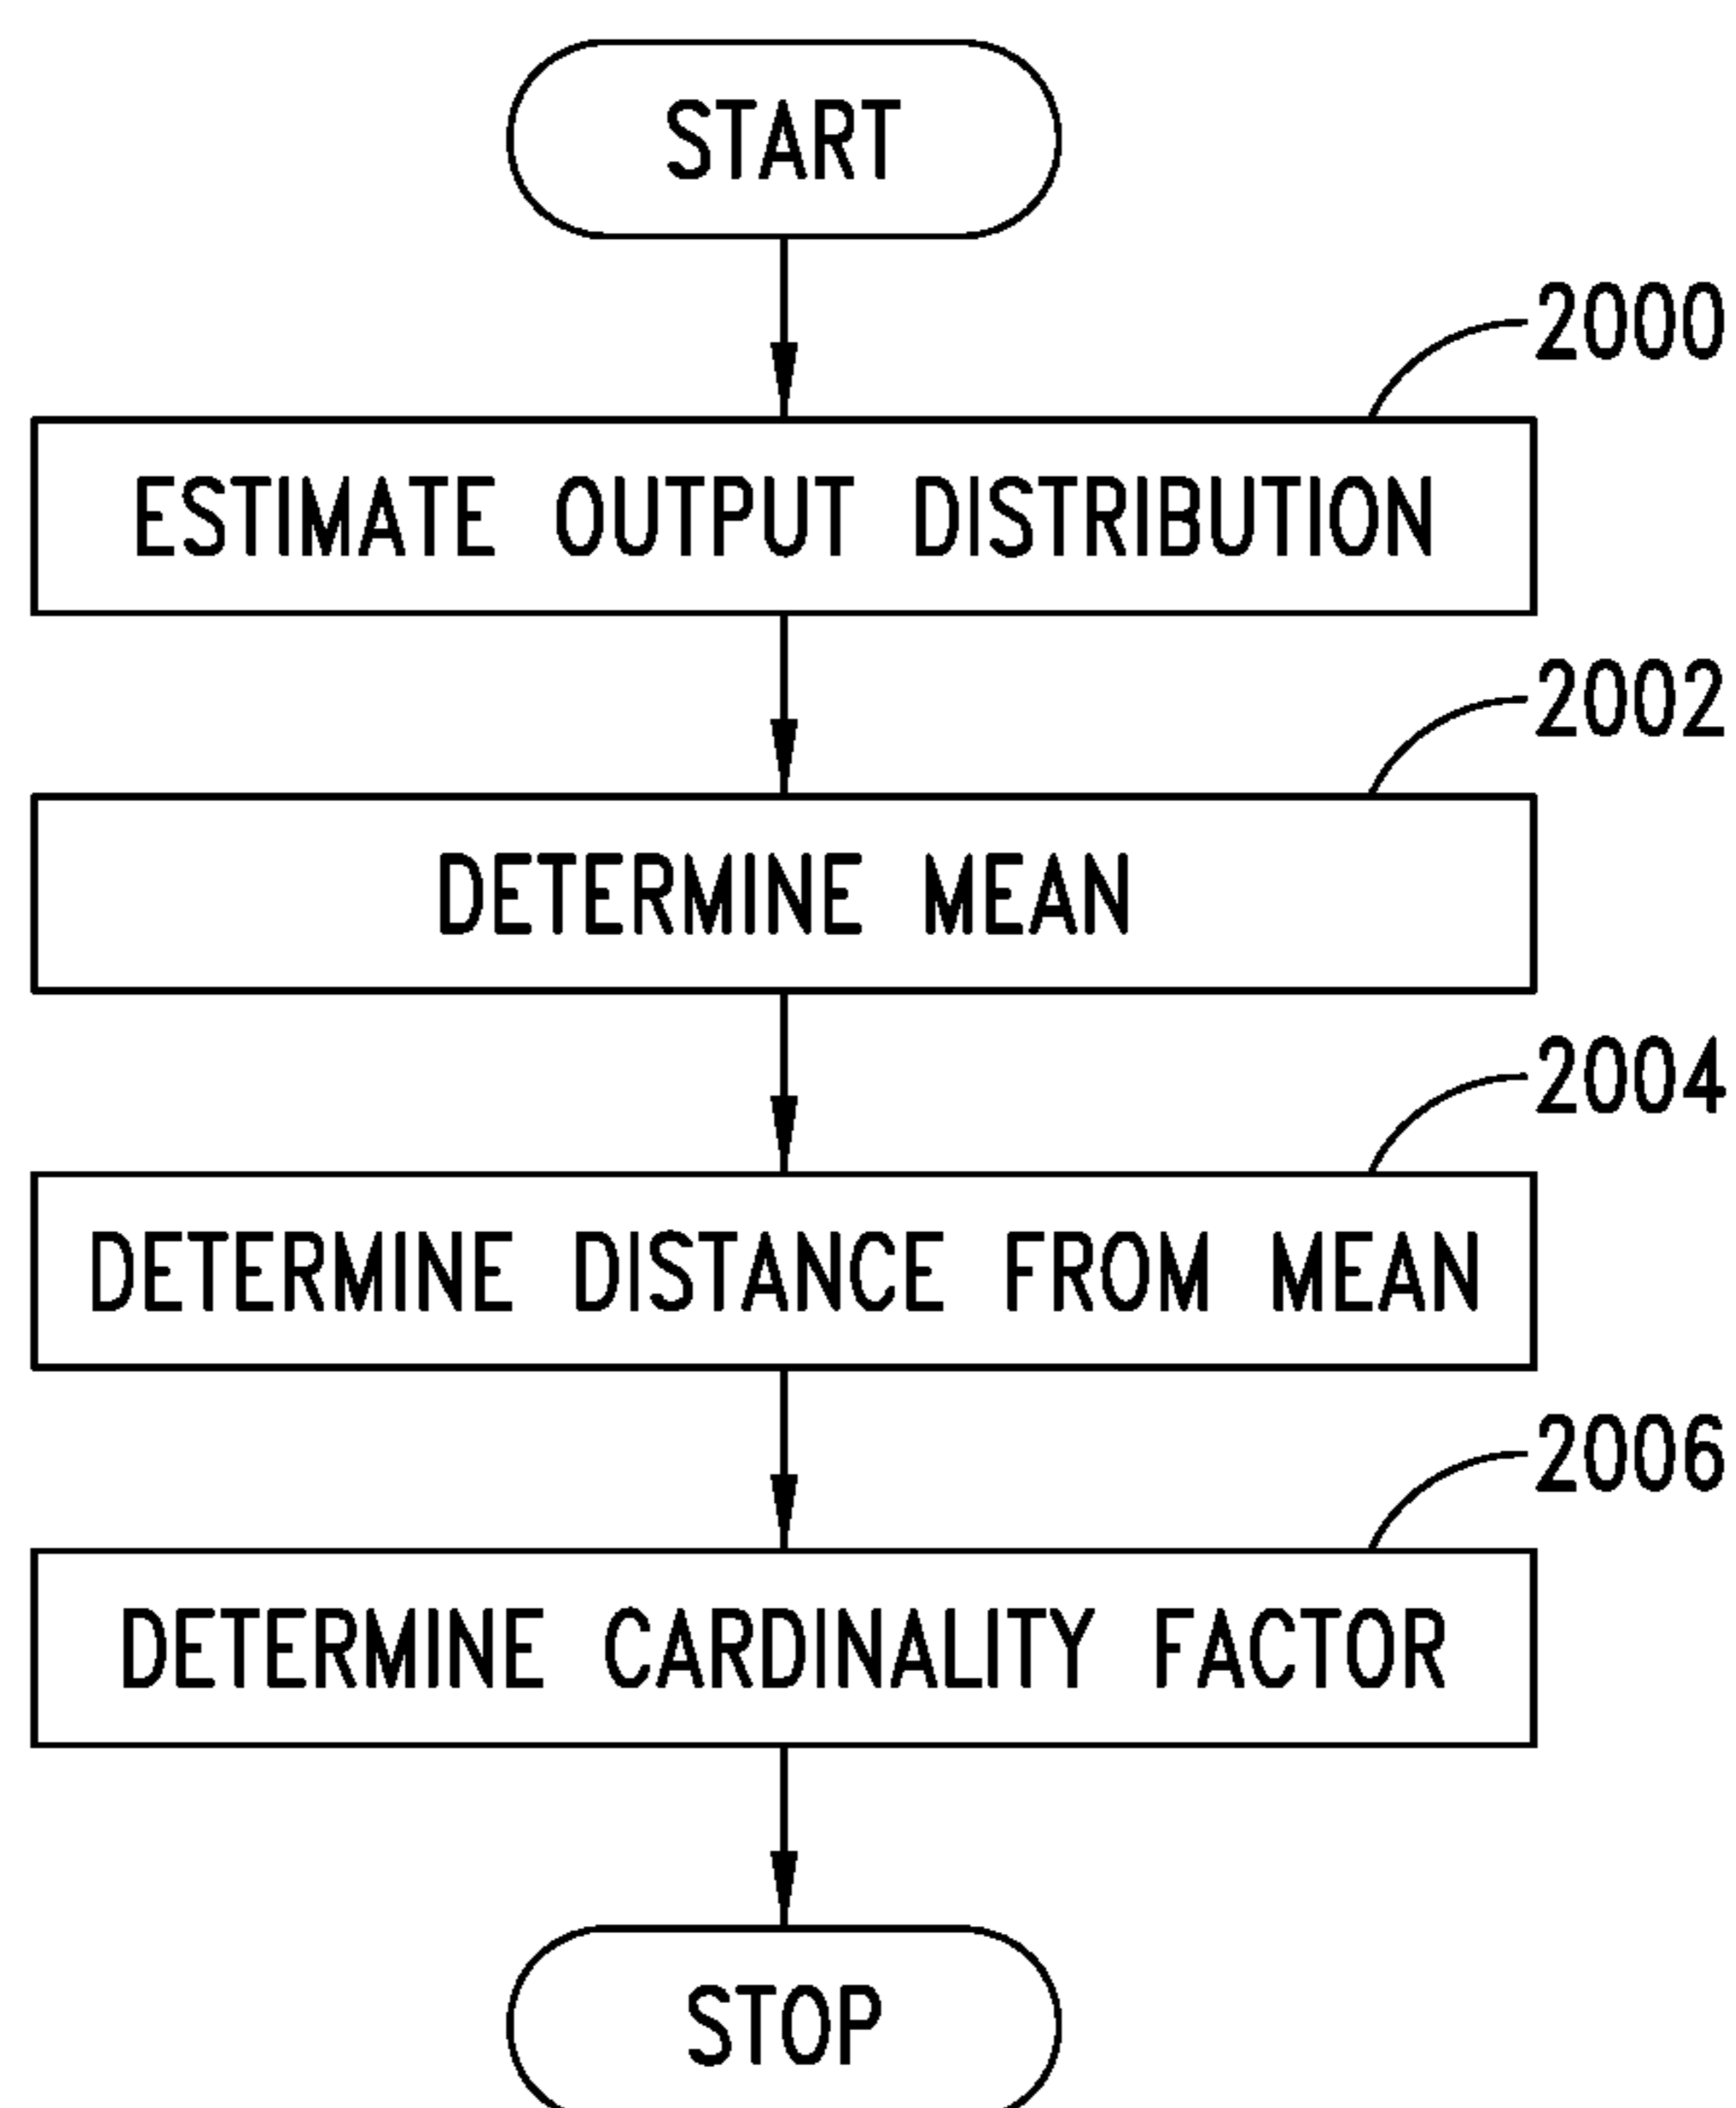 START
2000
ESTIMATE OUTPUT DISTRIBUTION
2002
DETERMINE MEAN
2004
DETERMINE DISTANCE FROM MEAN
2006
DETERMINE CARDINALITY FACTOR
STOP